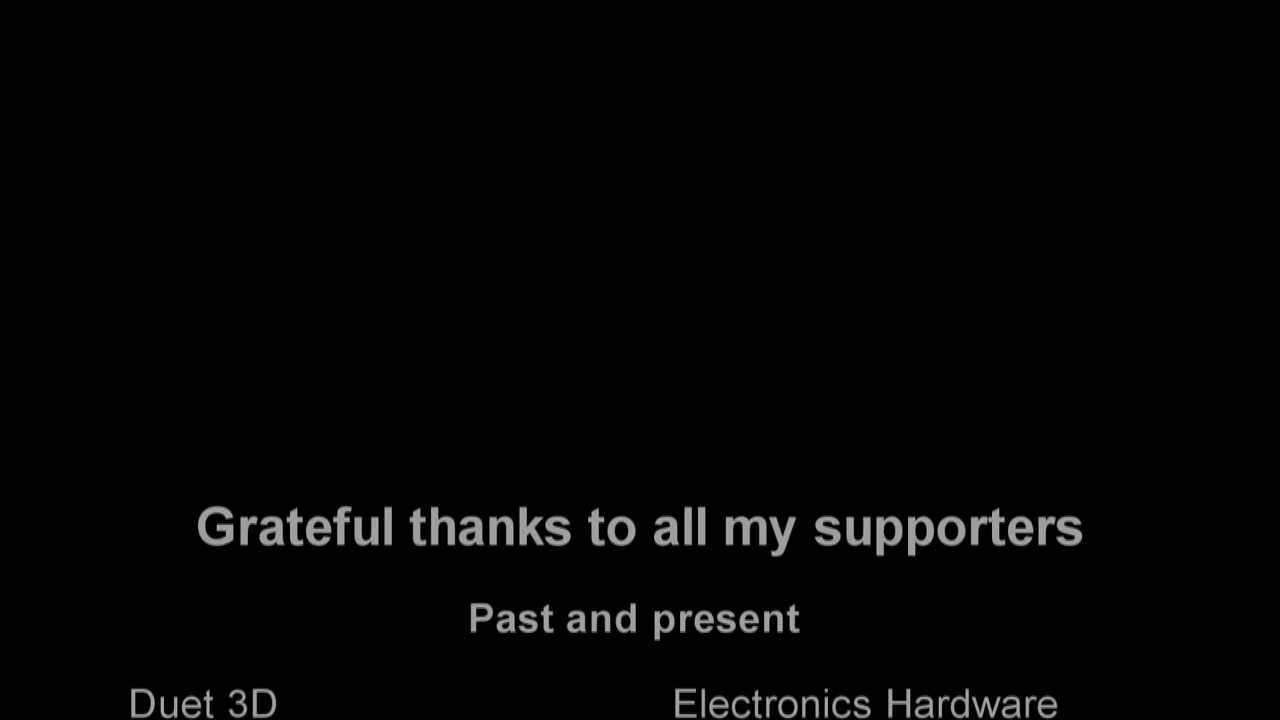 Grateful thanks to all my supporters
Past and present
Duet 3D Electronics Hardware